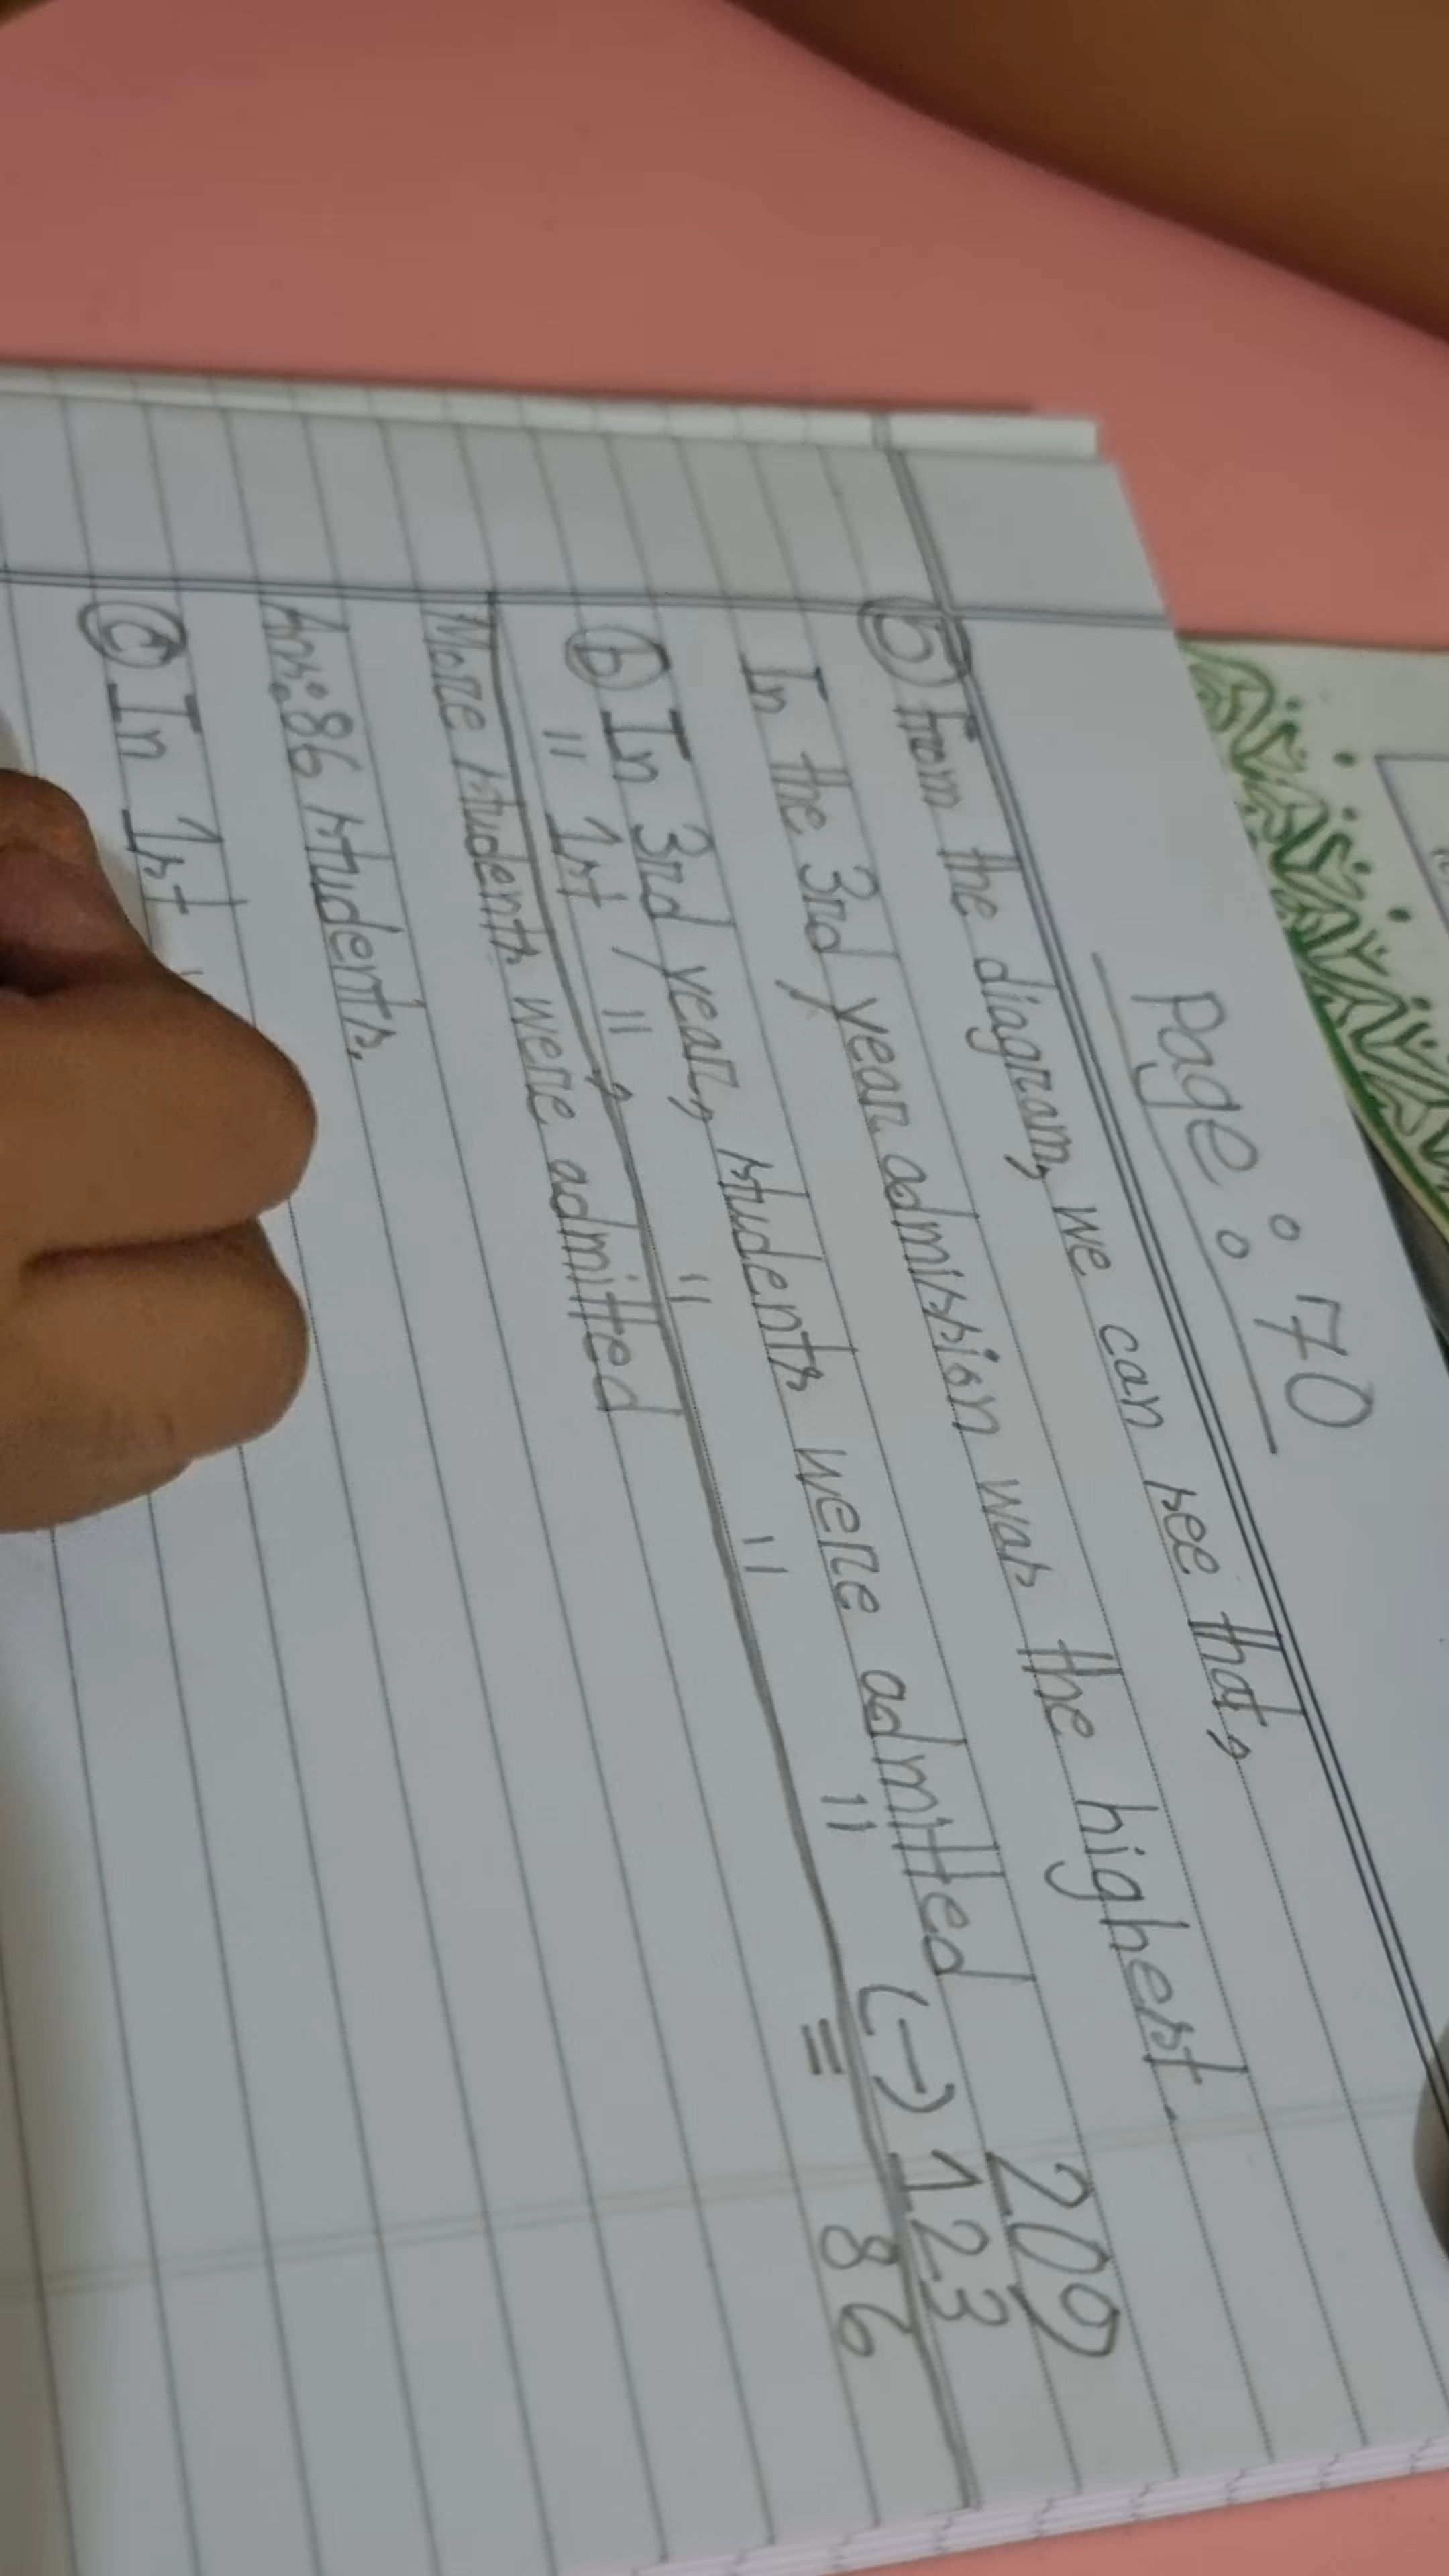 Page : 70
5 From the diagram, we can see that,
In the 3rd year admission was the highest.
b In 3rd year, students were admitted 209
" 1st " , " " " (-) 123
= 86
More students were admitted
Ans: 86 students.
c In 1st "